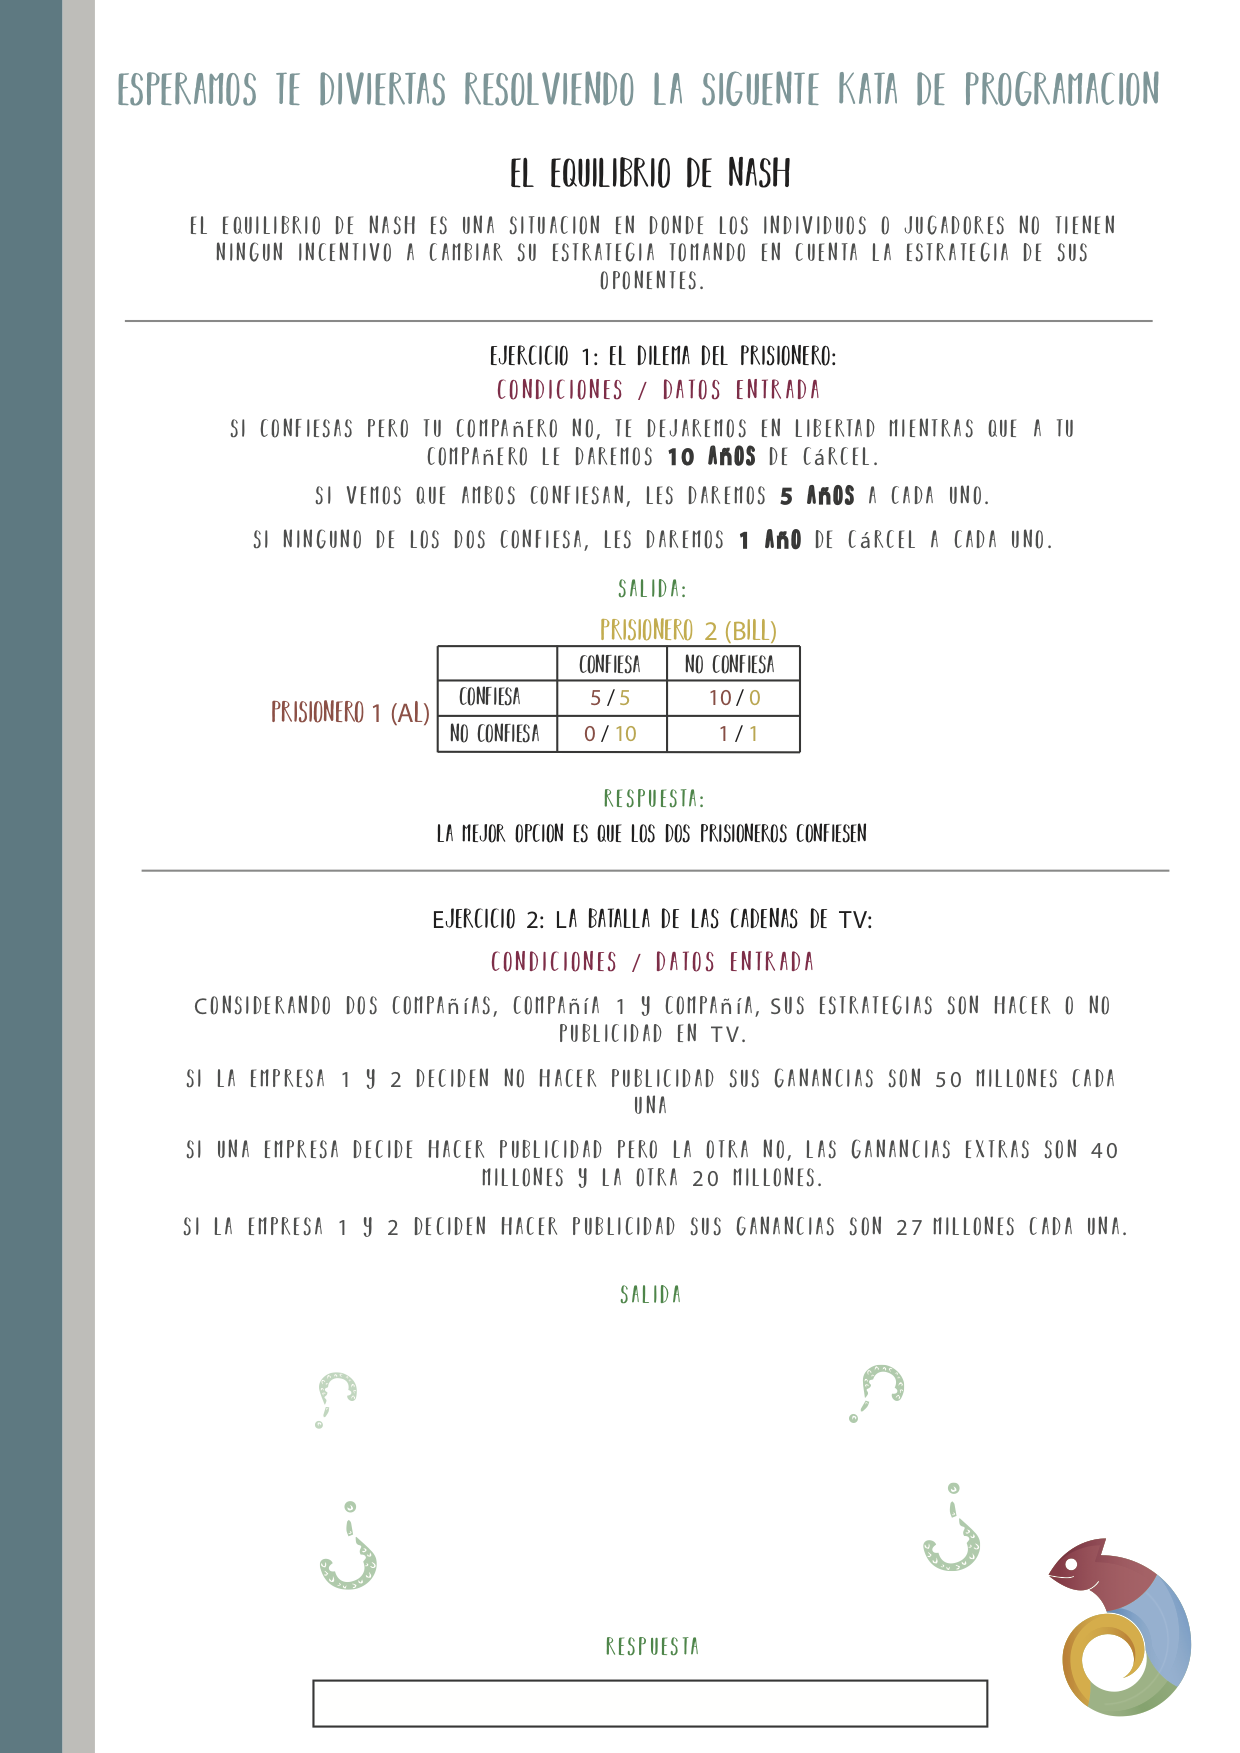 ESPERAMOS TE DIVIERTAS RESOLVIENDO LA SIGUENTE KATA DE PROGRAMACION
EL EQUILIBRIO DE NASH
EL EQUILIBRIO DE NASH ES UNA SITUACION EN DONDE LOS INDIVIDUOS O JUGADORES NO TIENEN
NINGUN INCENTIVO A CAMBIAR SU ESTRATEGIA TOMANDO EN CUENTA LA ESTRATEGIA DE SUS
OPONENTES.
EJERCICIO 1: EL DILEMA DEL PRISIONERO:
CONDICIONES / DATOS ENTRADA
SI CONFIESAS PERO TU COMPAñERO NO, TE DEJAREMOS EN LIBERTAD MIENTRAS QUE A TU
COMPAñERO LE DAREMOS 10 AñOS DE CáRCEL.
SI VEMOS QUE AMBOS CONFIESAN, LES DAREMOS 5 AñOS A CADA UNO.
SI NINGUNO DE LOS DOS CONFIESA, LES DAREMOS 1 AñO DE CáRCEL A CADA UNO.
SALIDA:
PRISIONERO 2 (BILL)
CONFIESA NO CONFIESA
CONFIESA 5 / 5 10 / 0
PRISIONERO 1 (AL)
NO CONFIESA 0 / 10 1 / 1
RESPUESTA:
LA MEJOR OPCION ES QUE LOS DOS PRISIONEROS CONFIESEN
EJERCICIO 2: LA BATALLA DE LAS CADENAS DE TV:
CONDICIONES / DATOS ENTRADA
CONSIDERANDO DOS COMPAñíAS, COMPAñíA 1 Y COMPAñíA, SUS ESTRATEGIAS SON HACER O NO
PUBLICIDAD EN TV.
SI LA EMPRESA 1 Y 2 DECIDEN NO HACER PUBLICIDAD SUS GANANCIAS SON 50 MILLONES CADA
UNA
SI UNA EMPRESA DECIDE HACER PUBLICIDAD PERO LA OTRA NO, LAS GANANCIAS EXTRAS SON 40
MILLONES Y LA OTRA 20 MILLONES.
SI LA EMPRESA 1 Y 2 DECIDEN HACER PUBLICIDAD SUS GANANCIAS SON 27 MILLONES CADA UNA.
SALIDA
? ?
¿ ¿
RESPUESTA